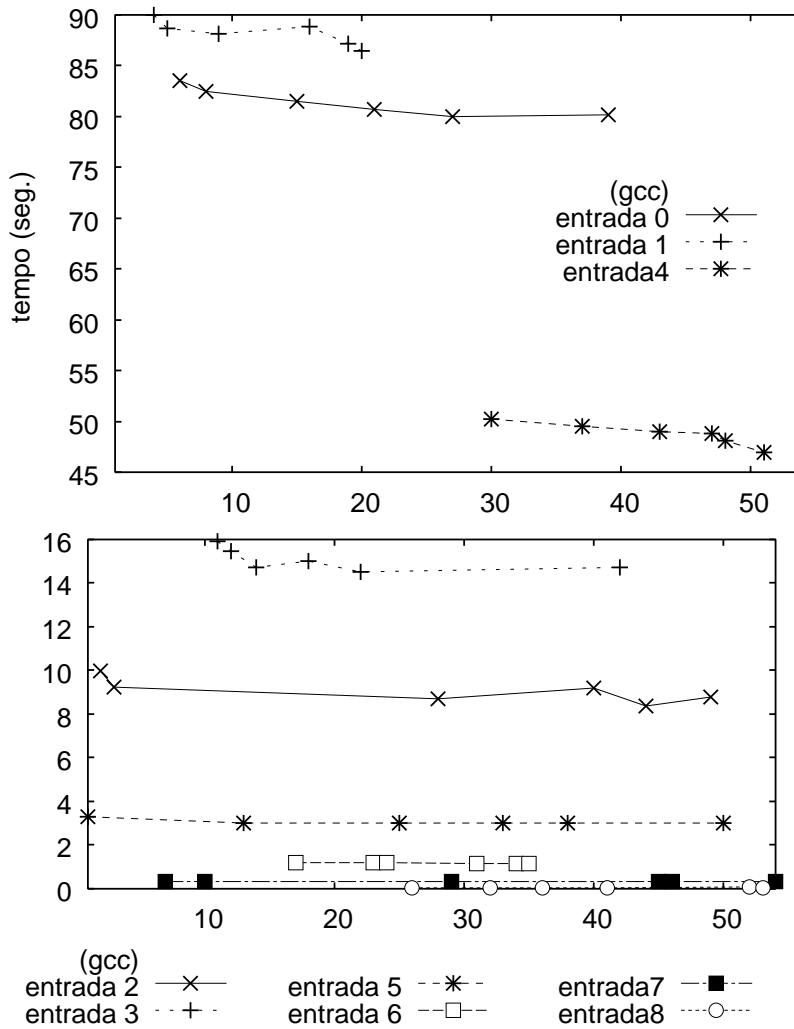 90
85
80
75
70
65
60
55
50
45
tempo (seg.)
(gcc)
entrada 0
entrada 1
entrada4
10 20 30 40 50
16
14
12
10
8
6
4
2
0
10 20 30 40 50
(gcc)
entrada 2 entrada 5 entrada7
entrada 3 entrada 6 entrada8